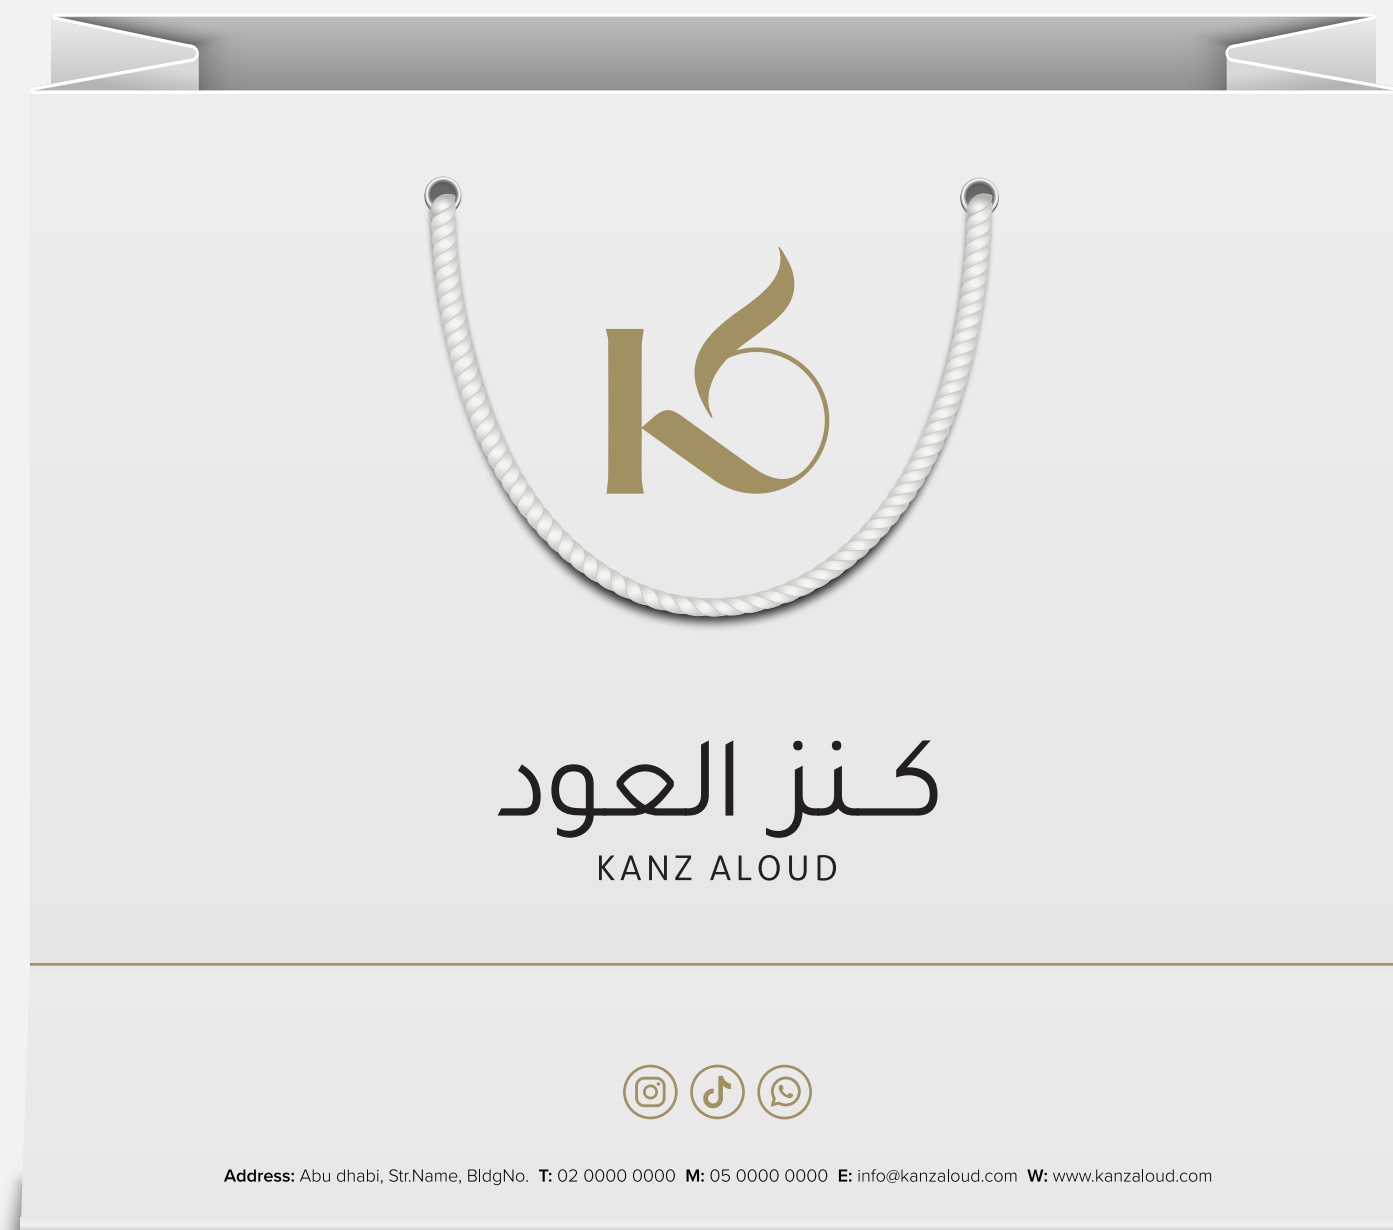 كنز العود
KANZ ALOUD
Address: Abu dhabi, Str.Name, BldgNo. T: 02 0000 0000 M: 05 0000 0000 E: info@kanzaloud.com W: www.kanzaloud.com